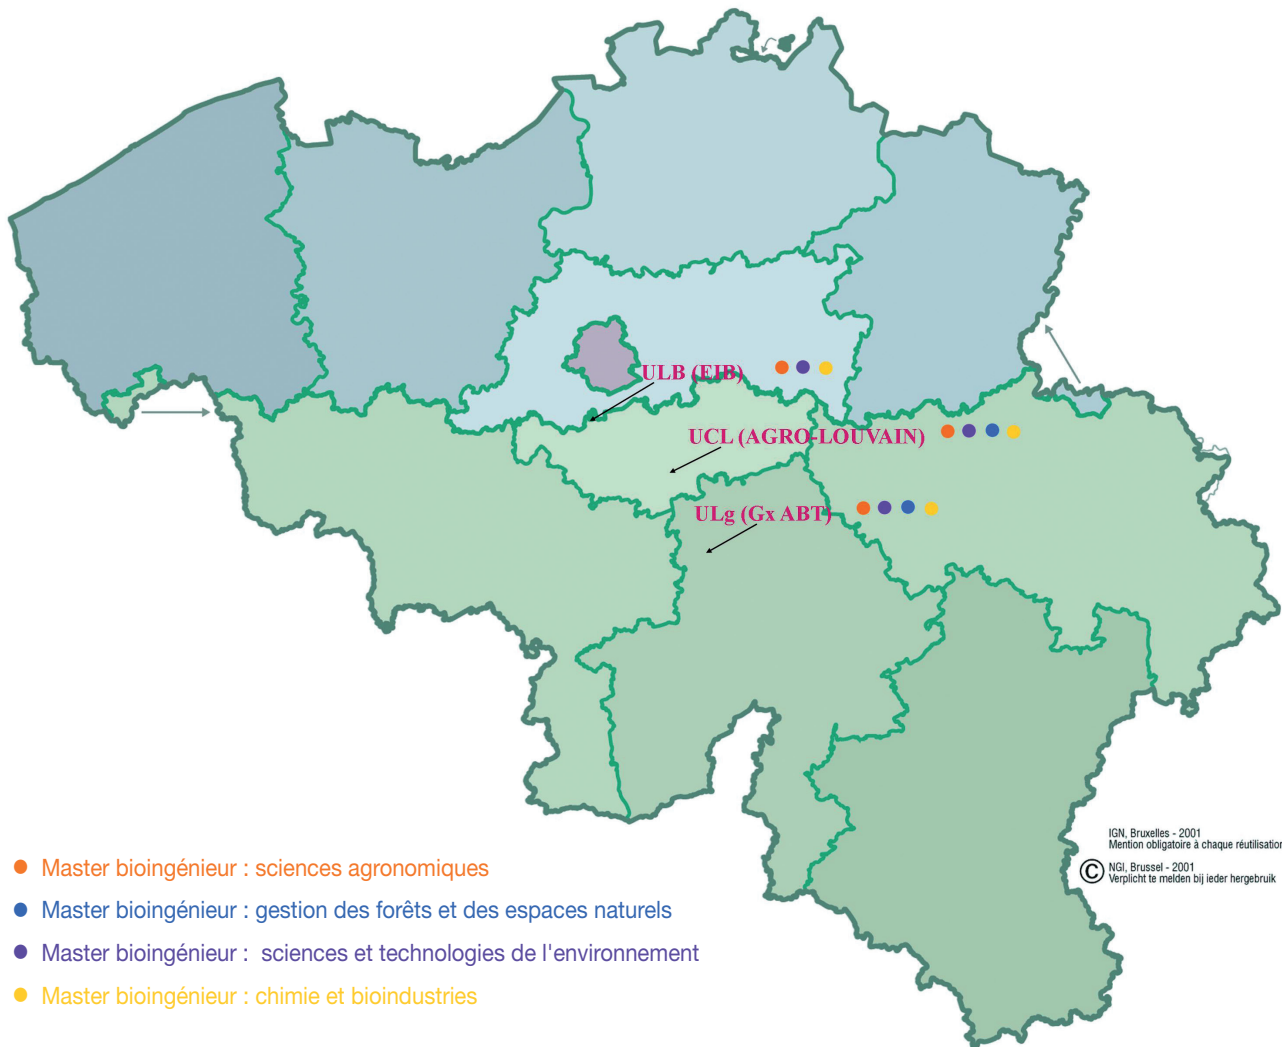 ULB (EIB)
UCL (AGRO-LOUVAIN)
ULg (Gx ABT)
IGN, Bruxelles - 2001
Mention obligatoire à chaque réutilisation
© NGI, Brussel - 2001
Verplicht te melden bij ieder hergebruik
Master bioingénieur : sciences agronomiques
Master bioingénieur : gestion des forêts et des espaces naturels
Master bioingénieur : sciences et technologies de l'environnement
Master bioingénieur : chimie et bioindustries